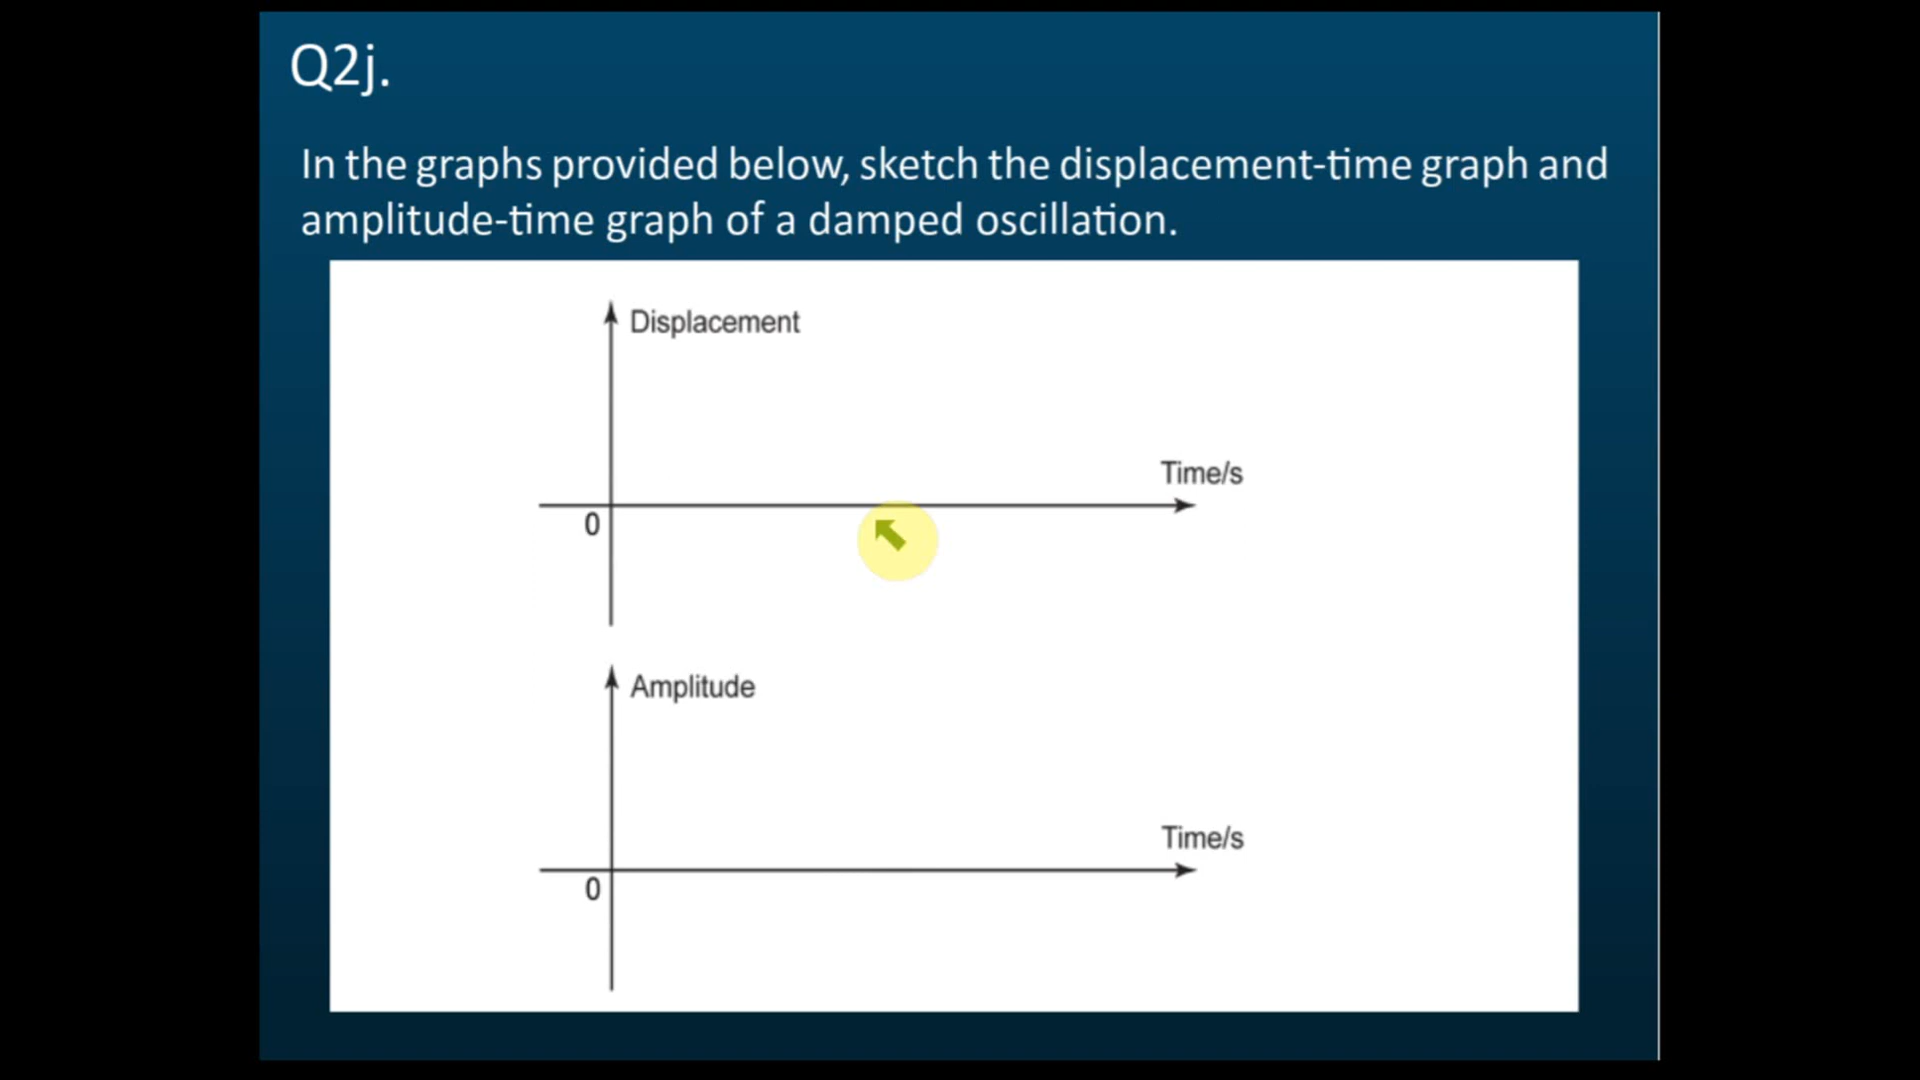 Q2j.
In the graphs provided below, sketch the displacement-time graph and
amplitude-time graph of a damped oscillation.
Displacement
Time/s
0
Amplitude
Time/s
0